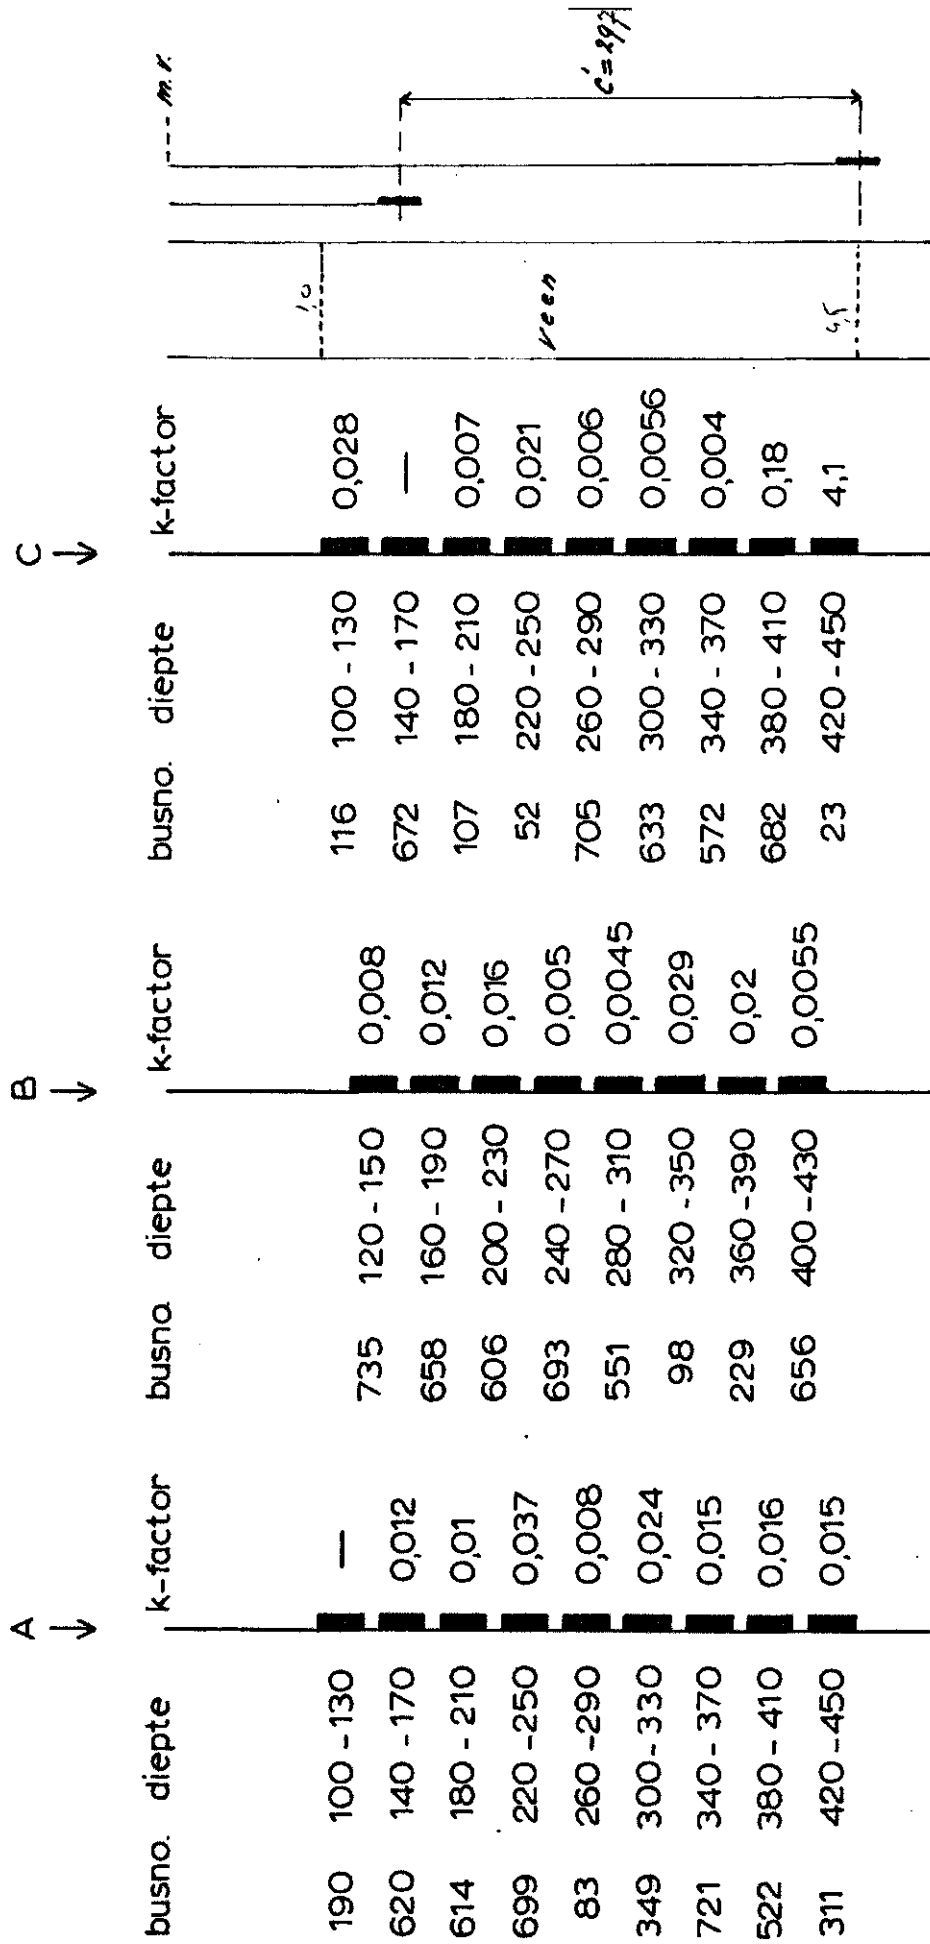 A
busno. diepte k-factor
190 100-130 —
620 140-170 0,012
614 180-210 0,01
699 220-250 0,037
83 260-290 0,008
349 300-330 0,024
721 340-370 0,015
522 380-410 0,016
311 420-450 0,015
B
busno. diepte k-factor
735 120-150 0,008
658 160-190 0,012
606 200-230 0,016
693 240-270 0,005
551 280-310 0,0045
98 320-350 0,029
229 360-390 0,02
656 400-430 0,0055
C
busno. diepte k-factor
116 100-130 0,028
672 140-170 —
107 180-210 0,007
52 220-250 0,021
705 260-290 0,006
633 300-330 0,0056
572 340-370 0,004
682 380-410 0,18
23 420-450 4,1
m.v.
1,0
veen
4,5
c'=297